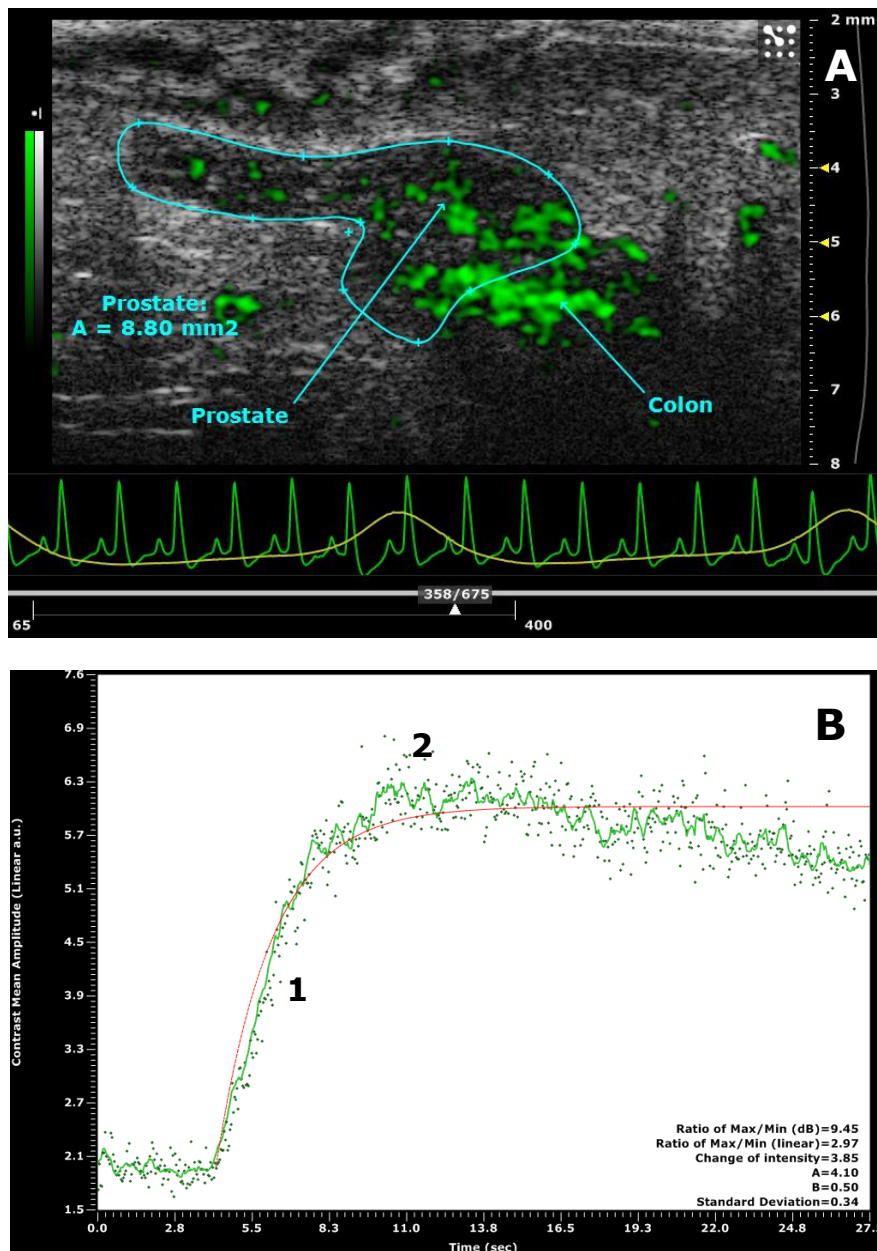 2 mm
A
3
4
5
Prostate:
A = 8.80 mm2
6
7
Prostate
Colon
8
358/675
65
400
7.6
B
6.9
2
6.3
5.7
5.1
4.5
1
3.9
3.3
2.7
2.1
1.5
Contrast Mean Amplitude (Linear a.u.)
Ratio of Max/Min (dB)=9.45
Ratio of Max/Min (linear)=2.97
Change of intensity=3.85
A=4.10
B=0.50
Standard Deviation=0.34
0.0 2.8 5.5 8.3 11.0 13.8 16.5 19.3 22.0 24.8
Time (sec)